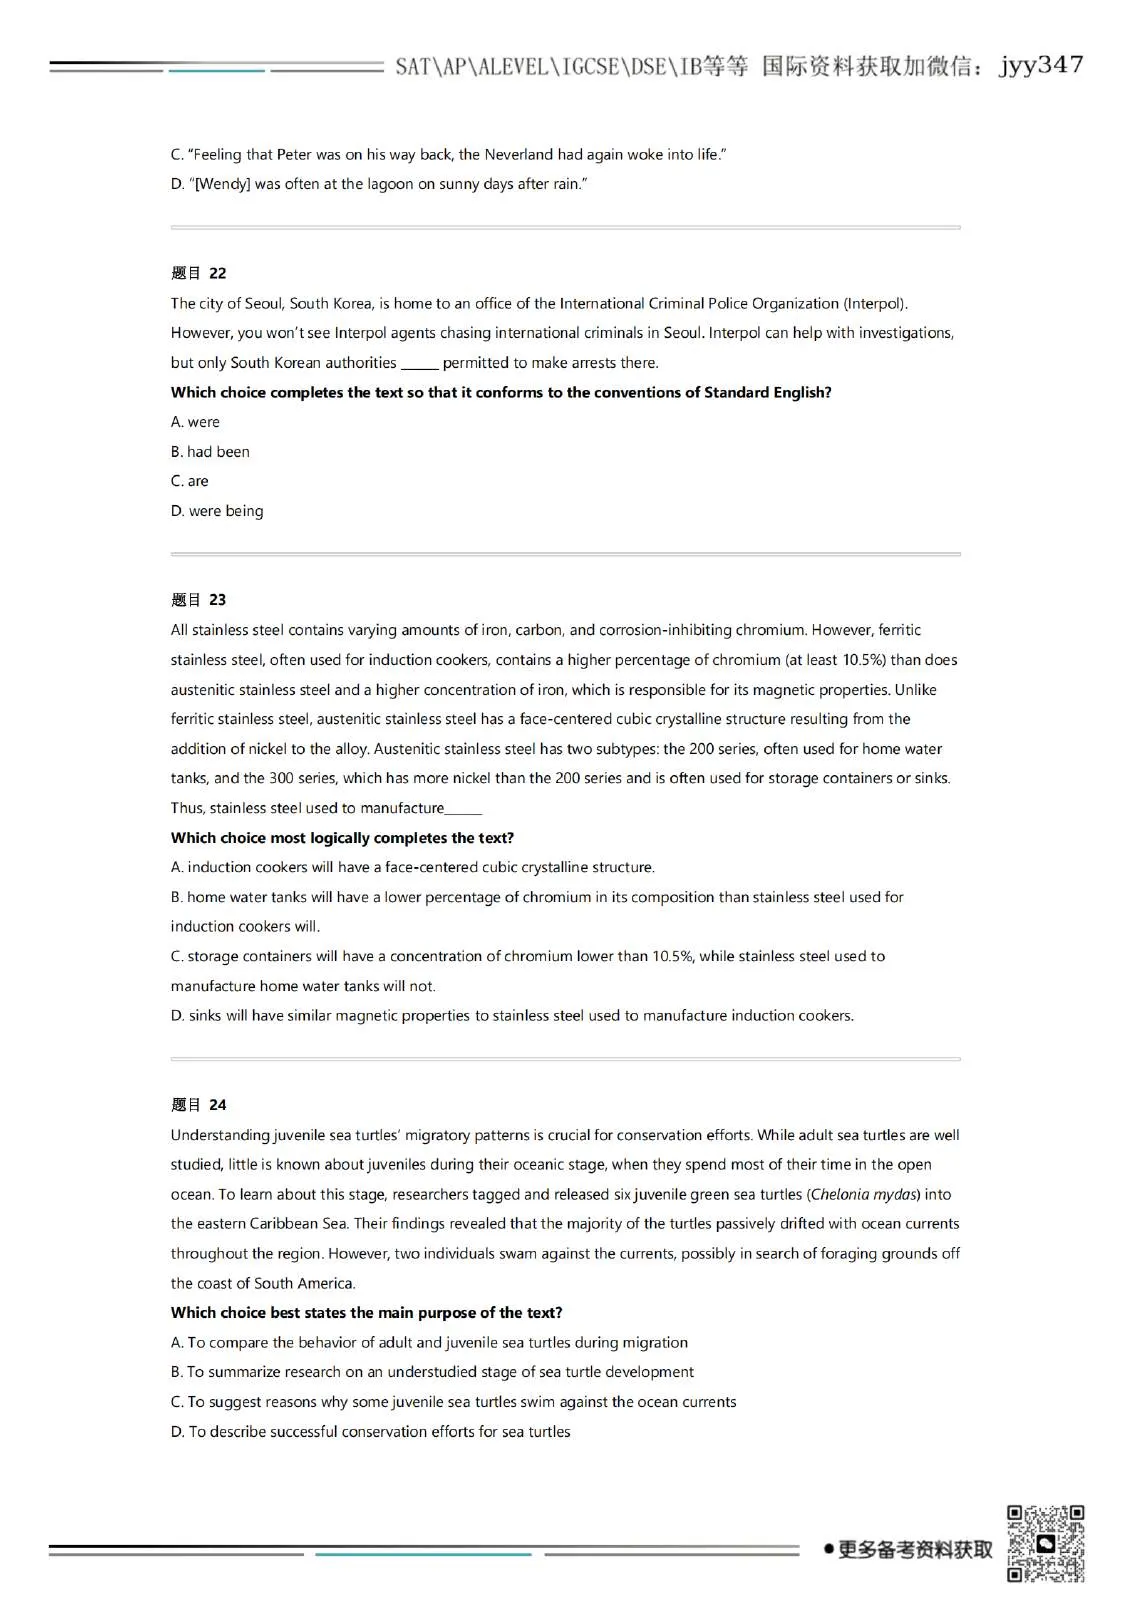 SAT\AP\ALEVEL\IGCSE\DSE\IB等等 国际资料获取加微信： jyy347
C. “Feeling that Peter was on his way back, the Neverland had again woke into life.”
D. “[Wendy] was often at the lagoon on sunny days after rain.”
题目 22
The city of Seoul, South Korea, is home to an office of the International Criminal Police Organization (Interpol).
However, you won’t see Interpol agents chasing international criminals in Seoul. Interpol can help with investigations,
but only South Korean authorities _____ permitted to make arrests there.
Which choice completes the text so that it conforms to the conventions of Standard English?
A. were
B. had been
C. are
D. were being
题目 23
All stainless steel contains varying amounts of iron, carbon, and corrosion-inhibiting chromium. However, ferritic
stainless steel, often used for induction cookers, contains a higher percentage of chromium (at least 10.5%) than does
austenitic stainless steel and a higher concentration of iron, which is responsible for its magnetic properties. Unlike
ferritic stainless steel, austenitic stainless steel has a face-centered cubic crystalline structure resulting from the
addition of nickel to the alloy. Austenitic stainless steel has two subtypes: the 200 series, often used for home water
tanks, and the 300 series, which has more nickel than the 200 series and is often used for storage containers or sinks.
Thus, stainless steel used to manufacture_____
Which choice most logically completes the text?
A. induction cookers will have a face-centered cubic crystalline structure.
B. home water tanks will have a lower percentage of chromium in its composition than stainless steel used for
induction cookers will.
C. storage containers will have a concentration of chromium lower than 10.5%, while stainless steel used to
manufacture home water tanks will not.
D. sinks will have similar magnetic properties to stainless steel used to manufacture induction cookers.
题目 24
Understanding juvenile sea turtles’ migratory patterns is crucial for conservation efforts. While adult sea turtles are well
studied, little is known about juveniles during their oceanic stage, when they spend most of their time in the open
ocean. To learn about this stage, researchers tagged and released six juvenile green sea turtles (Chelonia mydas) into
the eastern Caribbean Sea. Their findings revealed that the majority of the turtles passively drifted with ocean currents
throughout the region. However, two individuals swam against the currents, possibly in search of foraging grounds off
the coast of South America.
Which choice best states the main purpose of the text?
A. To compare the behavior of adult and juvenile sea turtles during migration
B. To summarize research on an understudied stage of sea turtle development
C. To suggest reasons why some juvenile sea turtles swim against the ocean currents
D. To describe successful conservation efforts for sea turtles
●更多备考资料获取